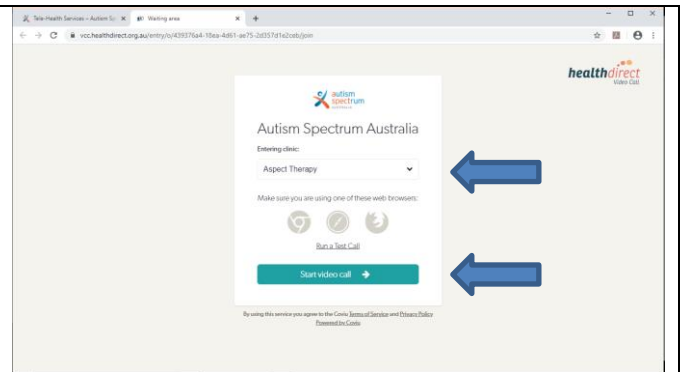 Tele-Health Services – Autism Sp
Waiting area
vcc.healthdirect.org.au/entry/o/439376a4-18ea-4d61-ae75-2d357d1e2ceb/join
healthdirect
Video Call
autism
spectrum
AUSTRALIA
Autism Spectrum Australia
Entering clinic:
Aspect Therapy
Make sure you are using one of these web browsers:
Run a Test Call
Start video call
By using this service you agree to the Coviu Terms of Service and Privacy Policy
Powered by Coviu